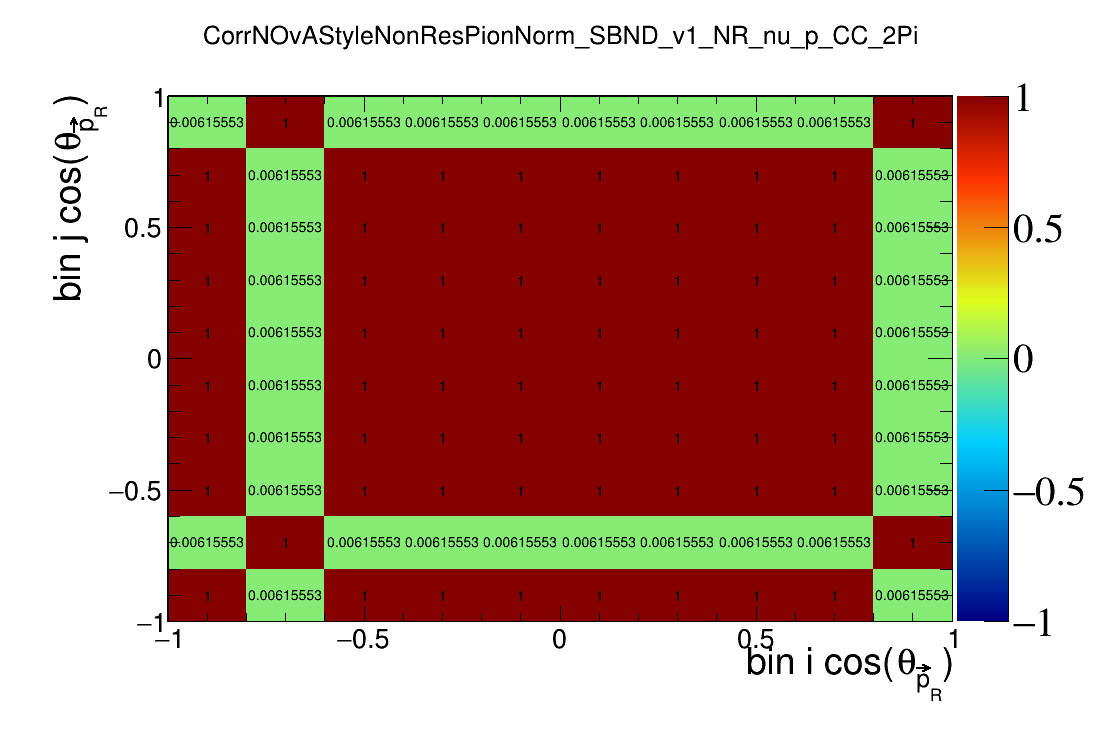 CorrNOvAStyleNonResPionNorm_SBND_v1_NR_nu_p_CC_2Pi
bin j cos(θ_p_R)
1
0.5
0
−0.5
−1
0.00615553 1 0.00615553 0.00615553 0.00615553 0.00615553 0.00615553 0.00615553 0.00615553 1
1 0.00615553 1 1 1 1 1 1 1 0.00615553
1 0.00615553 1 1 1 1 1 1 1 0.00615553
1 0.00615553 1 1 1 1 1 1 1 0.00615553
1 0.00615553 1 1 1 1 1 1 1 0.00615553
1 0.00615553 1 1 1 1 1 1 1 0.00615553
1 0.00615553 1 1 1 1 1 1 1 0.00615553
1 0.00615553 1 1 1 1 1 1 1 0.00615553
0.00615553 1 0.00615553 0.00615553 0.00615553 0.00615553 0.00615553 0.00615553 0.00615553 1
1 0.00615553 1 1 1 1 1 1 1 0.00615553
−1 −0.5 0 0.5 1
bin i cos(θ_p_R)
1
0.5
0
−0.5
−1